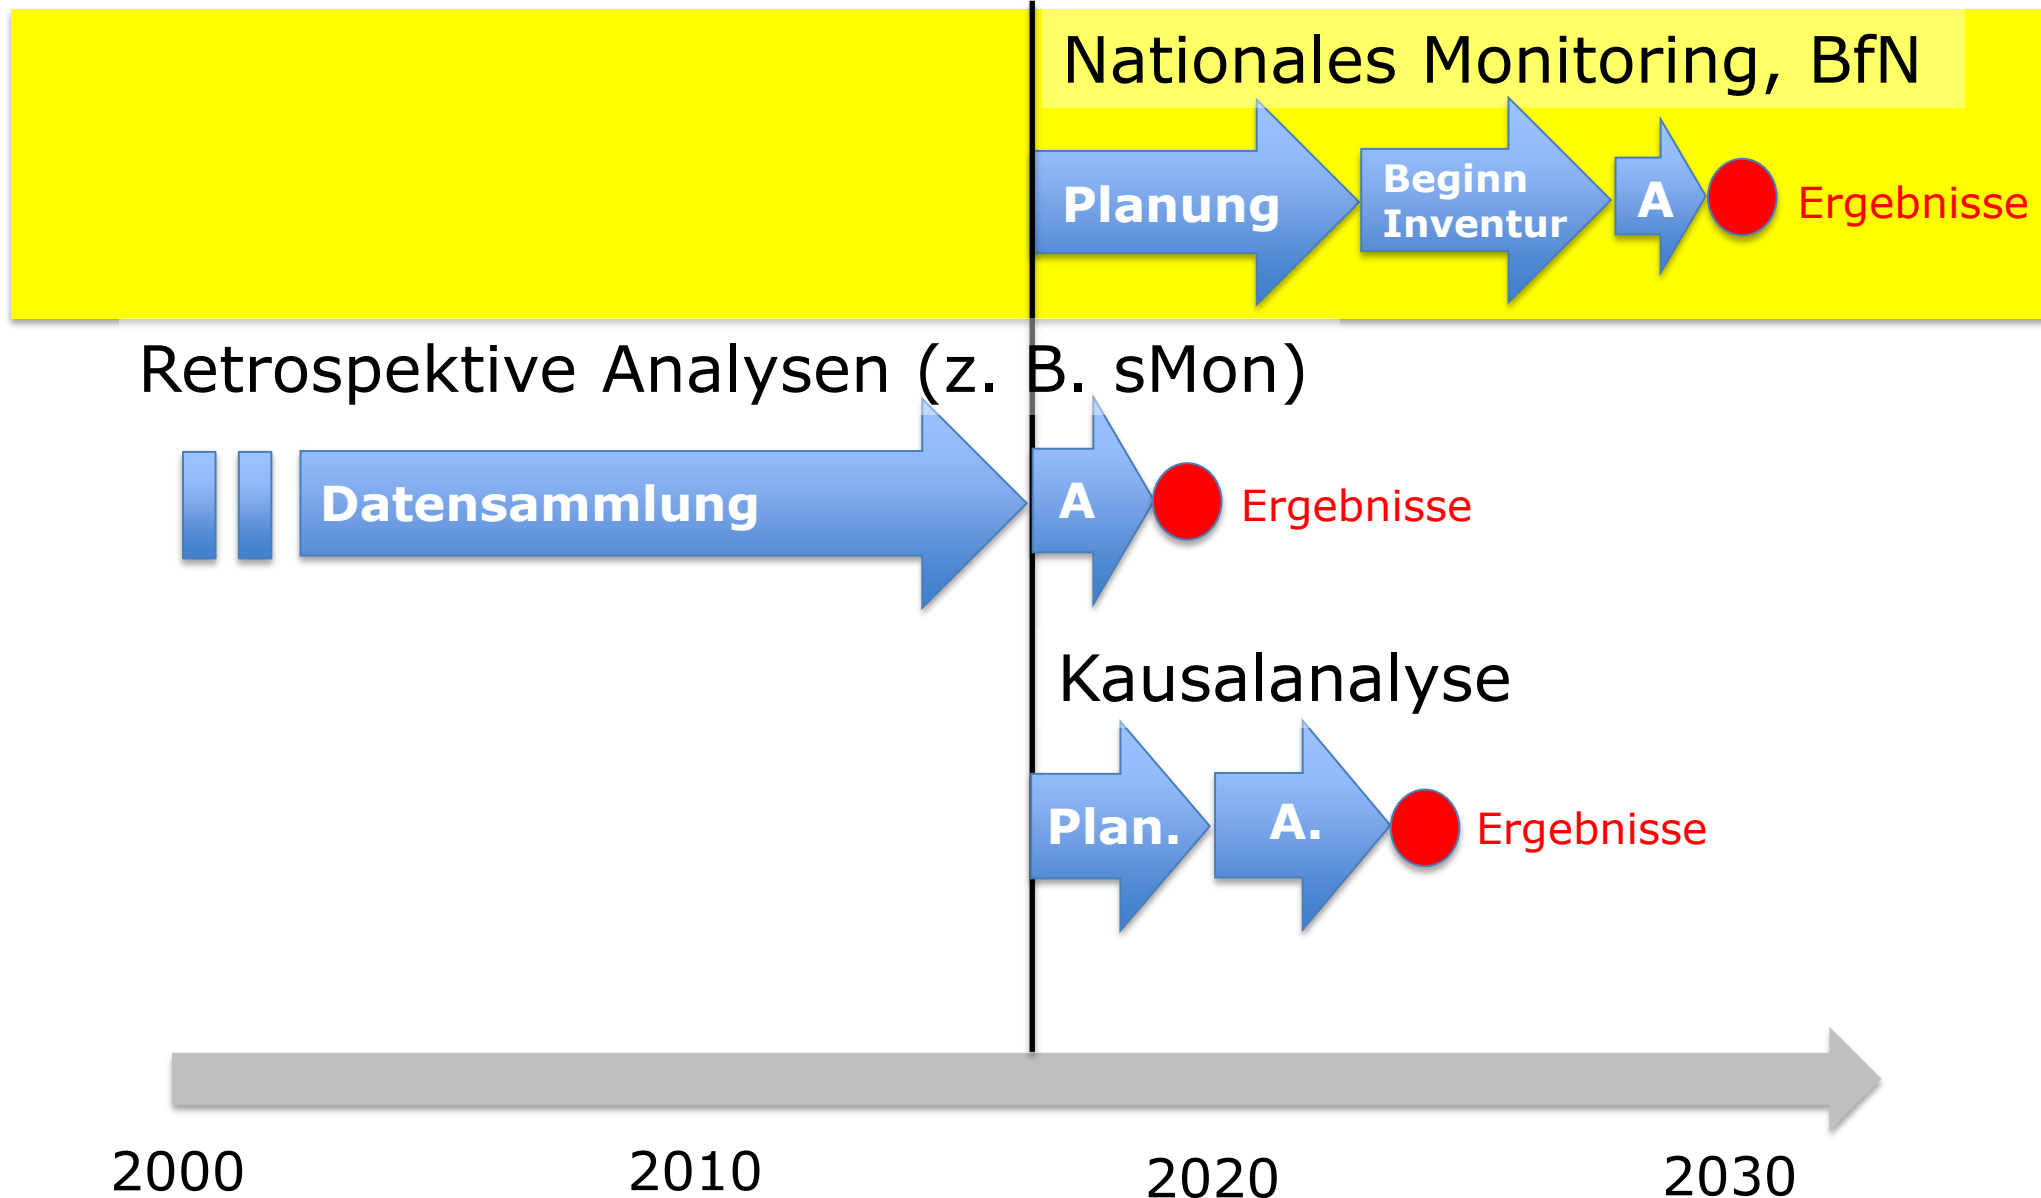 Nationales Monitoring, BfN
Planung
Beginn
Inventur
A
Ergebnisse
Retrospektive Analysen (z. B. sMon)
Datensammlung
A
Ergebnisse
Kausalanalyse
Plan.
A.
Ergebnisse
2000
2010
2020
2030